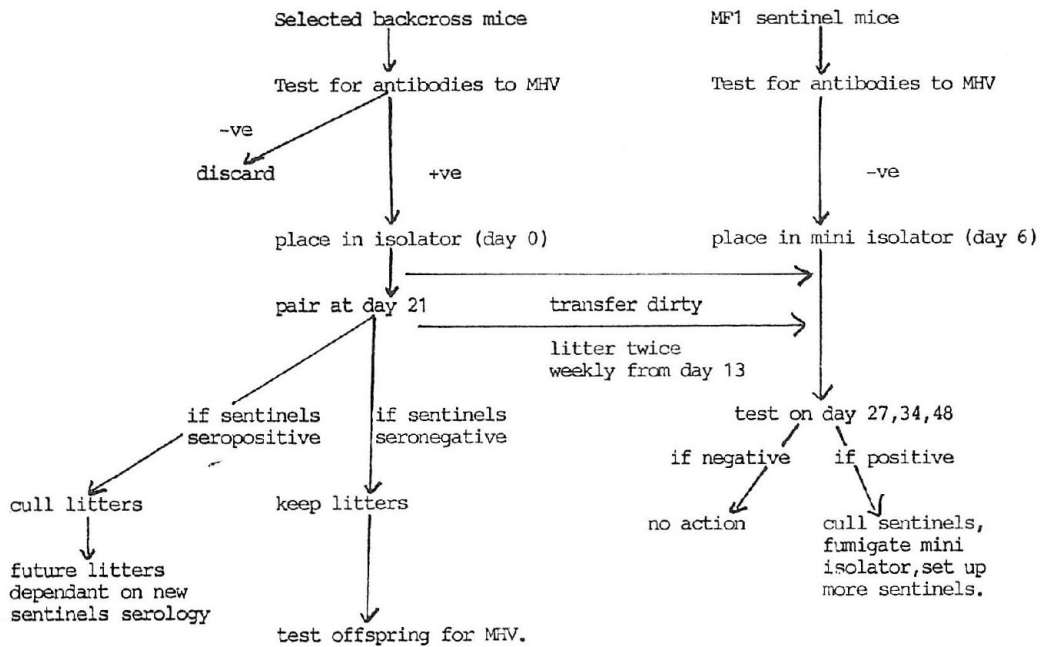 Selected backcross mice
MF1 sentinel mice
Test for antibodies to MHV
Test for antibodies to MHV
-ve
discard
+ve
-ve
place in isolator (day 0)
place in mini isolator (day 6)
pair at day 21
transfer dirty
litter twice
weekly from day 13
if sentinels
seropositive
if sentinels
seronegative
test on day 27,34,48
if negative
if positive
cull litters
keep litters
no action
cull sentinels,
fumigate mini
isolator,set up
more sentinels.
future litters
dependant on new
sentinels serology
test offspring for MHV.